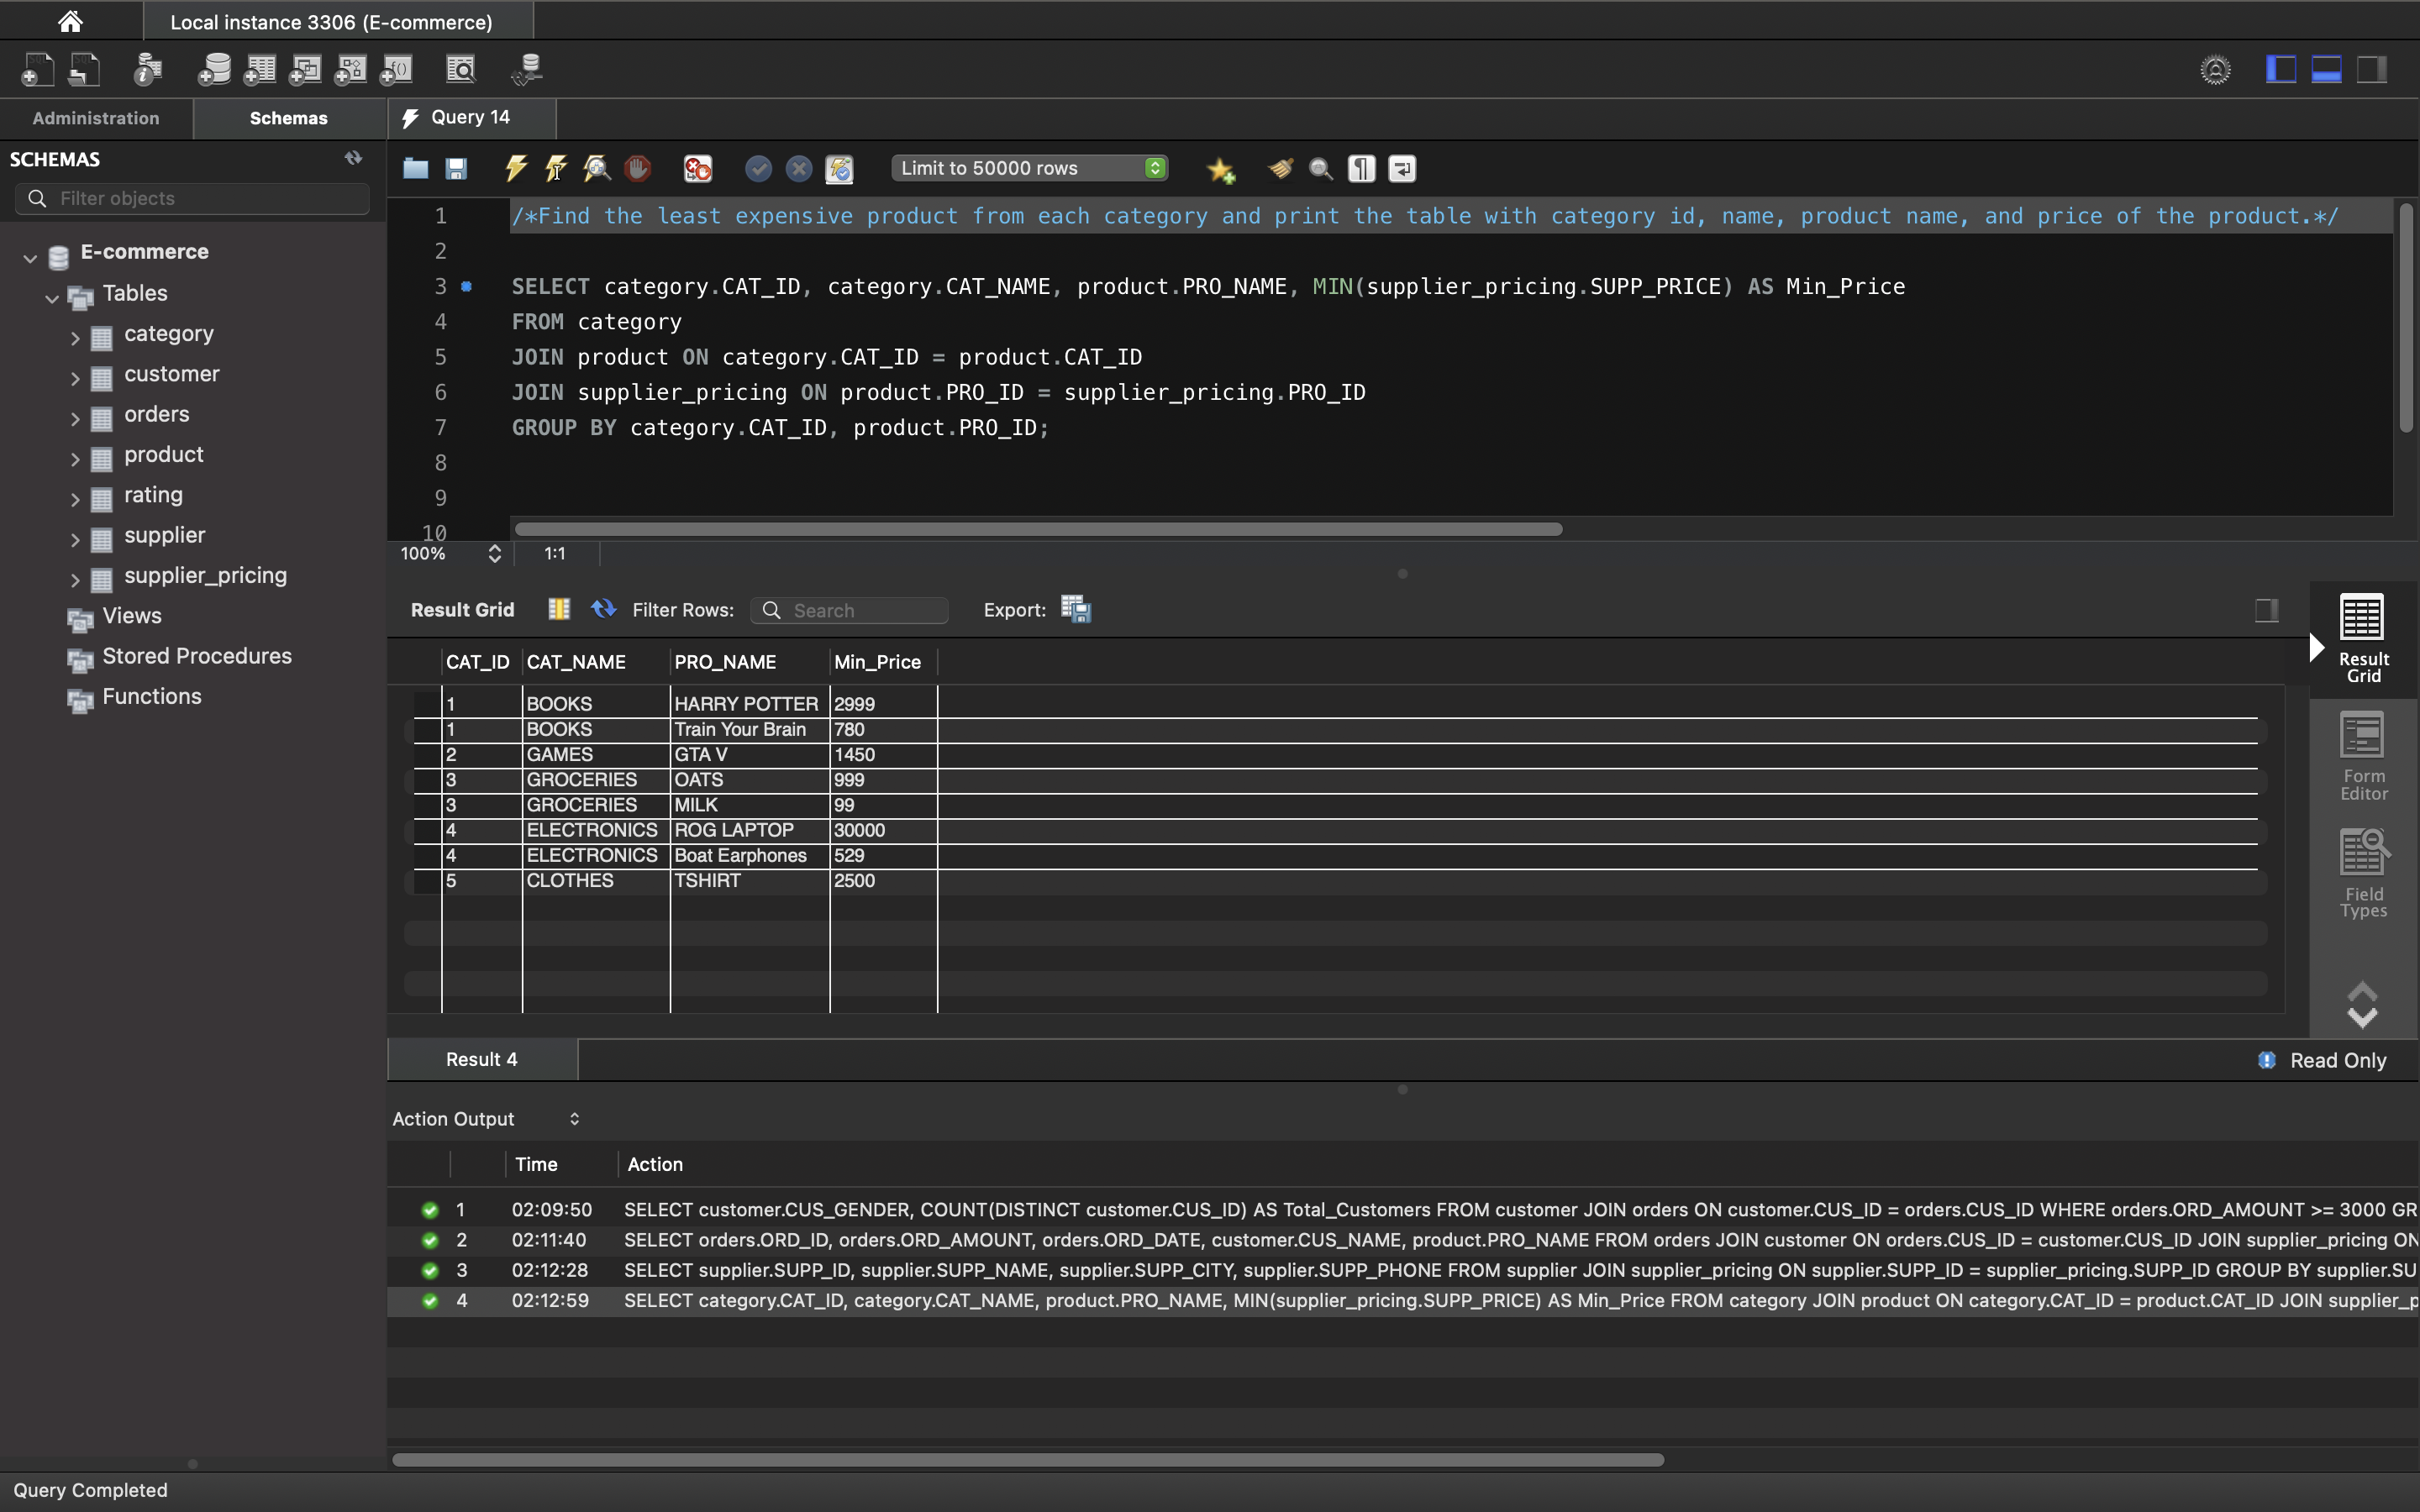 Local instance 3306 (E-commerce)
Administration
Schemas
Query 14
SCHEMAS
Filter objects
E-commerce
Tables
category
customer
orders
product
rating
supplier
supplier_pricing
Views
Stored Procedures
Functions
Limit to 50000 rows
1 /*Find the least expensive product from each category and print the table with category id, name, product name, and price of the product.*/
2
3 SELECT category.CAT_ID, category.CAT_NAME, product.PRO_NAME, MIN(supplier_pricing.SUPP_PRICE) AS Min_Price
4 FROM category
5 JOIN product ON category.CAT_ID = product.CAT_ID
6 JOIN supplier_pricing ON product.PRO_ID = supplier_pricing.PRO_ID
7 GROUP BY category.CAT_ID, product.PRO_ID;
8
9
10
100% 1:1
Result Grid Filter Rows: Search Export:
CAT_ID CAT_NAME PRO_NAME Min_Price
1 BOOKS HARRY POTTER 2999
1 BOOKS Train Your Brain 780
2 GAMES GTA V 1450
3 GROCERIES OATS 999
3 GROCERIES MILK 99
4 ELECTRONICS ROG LAPTOP 30000
4 ELECTRONICS Boat Earphones 529
5 CLOTHES TSHIRT 2500
Result
Grid
Form
Editor
Field
Types
Result 4
Read Only
Action Output
Time Action
1 02:09:50 SELECT customer.CUS_GENDER, COUNT(DISTINCT customer.CUS_ID) AS Total_Customers FROM customer JOIN orders ON customer.CUS_ID = orders.CUS_ID WHERE orders.ORD_AMOUNT >= 3000 GR
2 02:11:40 SELECT orders.ORD_ID, orders.ORD_AMOUNT, orders.ORD_DATE, customer.CUS_NAME, product.PRO_NAME FROM orders JOIN customer ON orders.CUS_ID = customer.CUS_ID JOIN supplier_pricing ON
3 02:12:28 SELECT supplier.SUPP_ID, supplier.SUPP_NAME, supplier.SUPP_CITY, supplier.SUPP_PHONE FROM supplier JOIN supplier_pricing ON supplier.SUPP_ID = supplier_pricing.SUPP_ID GROUP BY supplier.SU
4 02:12:59 SELECT category.CAT_ID, category.CAT_NAME, product.PRO_NAME, MIN(supplier_pricing.SUPP_PRICE) AS Min_Price FROM category JOIN product ON category.CAT_ID = product.CAT_ID JOIN supplier_p
Query Completed